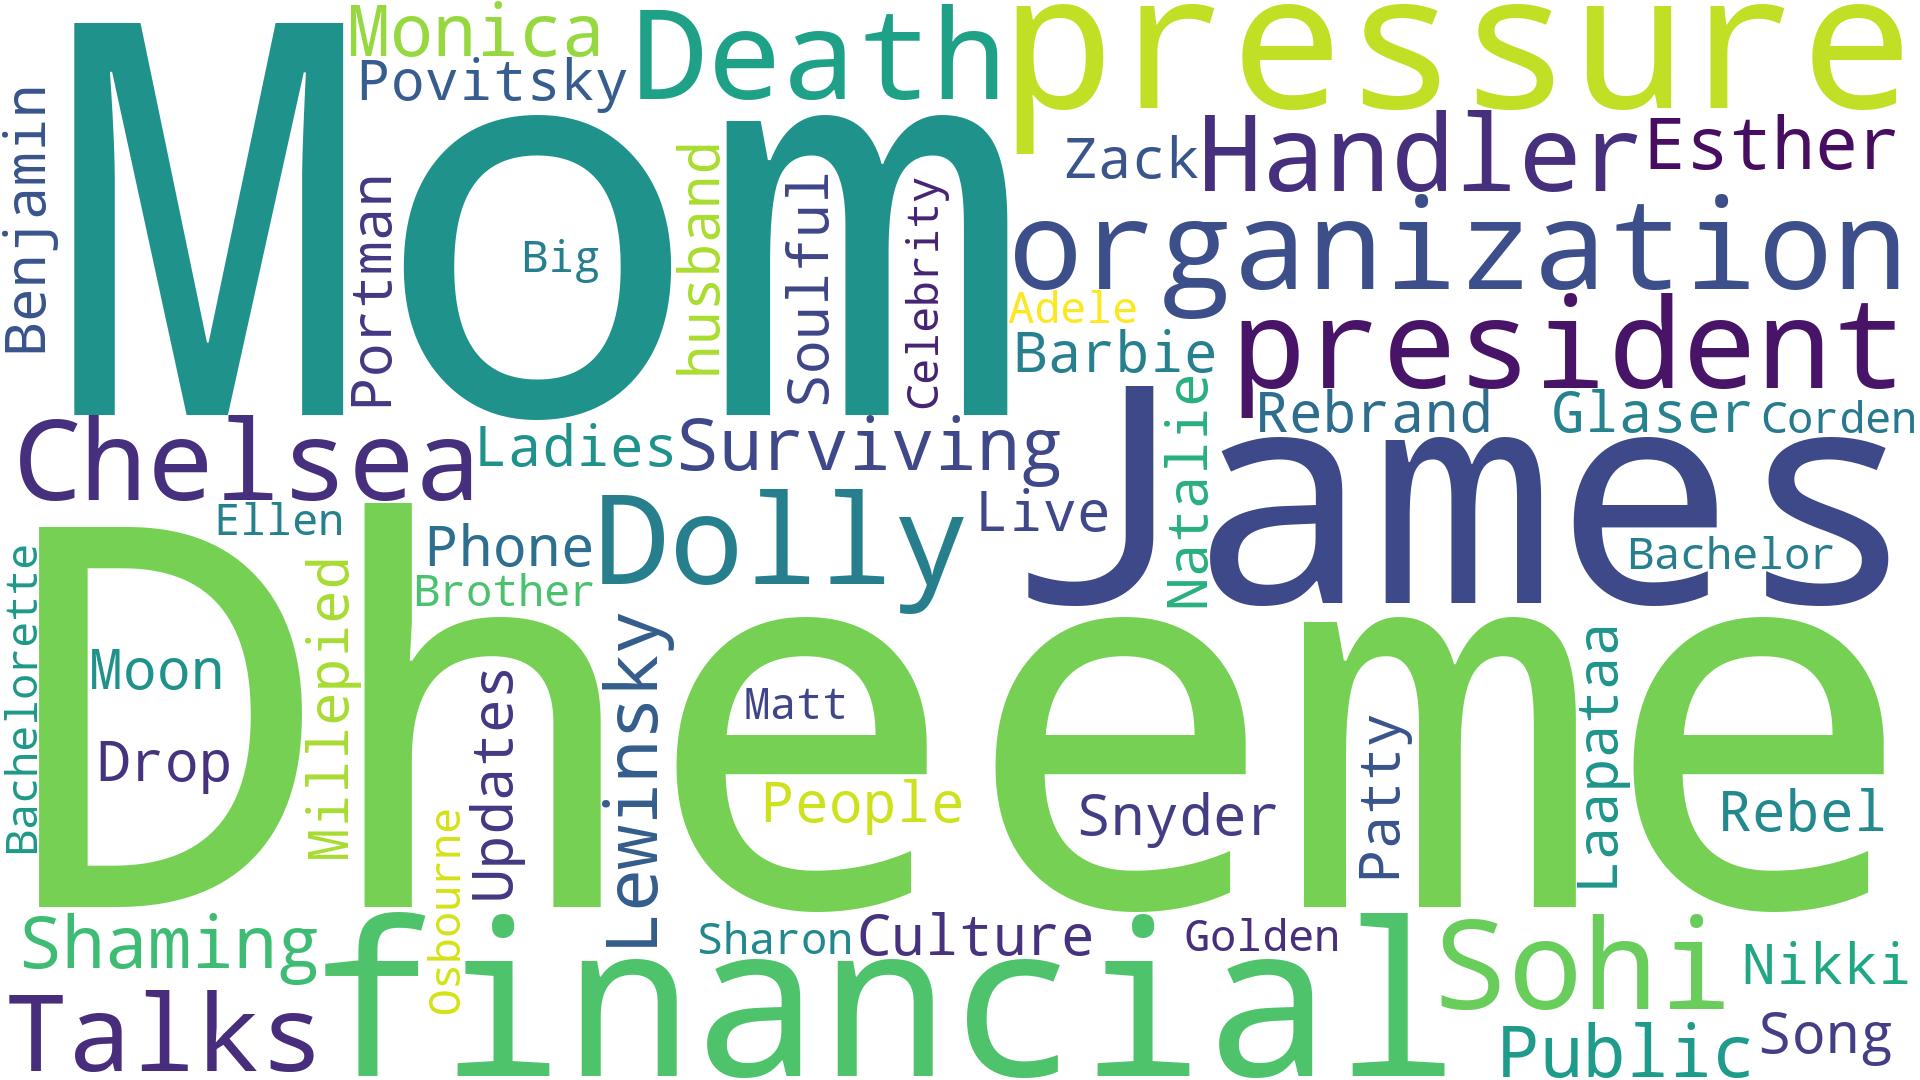 Mom
Monica
Death
pressure
Povitsky
Benjamin
Portman
Big
husband
Soulful
Celebrity
Zack
Handler
Esther
organization
Adele
Barbie
president
Natalie
Rebrand
Glaser
Corden
Chelsea
Ladies
Surviving
James
Ellen
Phone
Dolly
Live
Bachelor
Brother
Dheeme
Bachelorette
Moon
Drop
Millepied
Updates
Lewinsky
Matt
People
Snyder
Patty
Laapataa
Rebel
Osbourne
Shaming
financial
Sharon
Culture
Golden
Sohi
Nikki
Talks
Public
Song